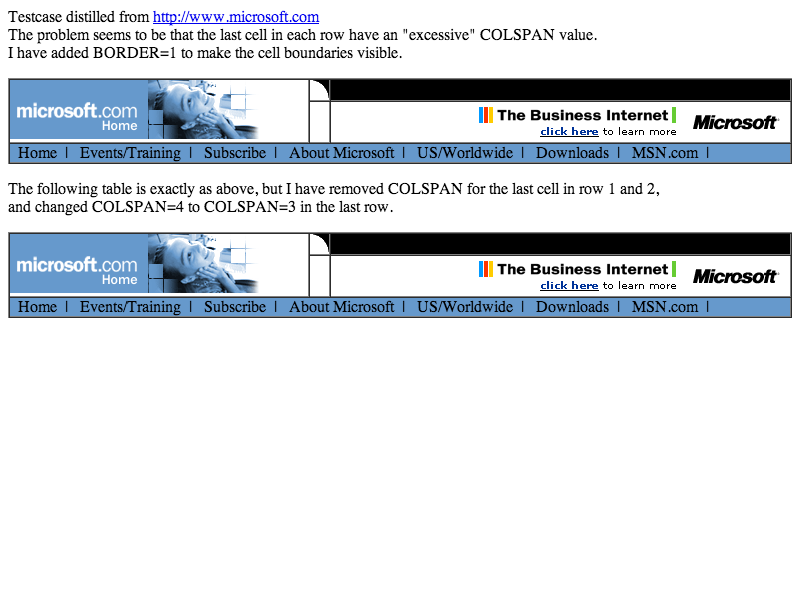 Testcase distilled from http://www.microsoft.com
The problem seems to be that the last cell in each row have an "excessive" COLSPAN value.
I have added BORDER=1 to make the cell boundaries visible.
microsoft.com
Home
The Business Internet
click here to learn more
Microsoft
Home | Events/Training | Subscribe | About Microsoft | US/Worldwide | Downloads | MSN.com |
The following table is exactly as above, but I have removed COLSPAN for the last cell in row 1 and 2,
and changed COLSPAN=4 to COLSPAN=3 in the last row.
microsoft.com
Home
The Business Internet
click here to learn more
Microsoft
Home | Events/Training | Subscribe | About Microsoft | US/Worldwide | Downloads | MSN.com |